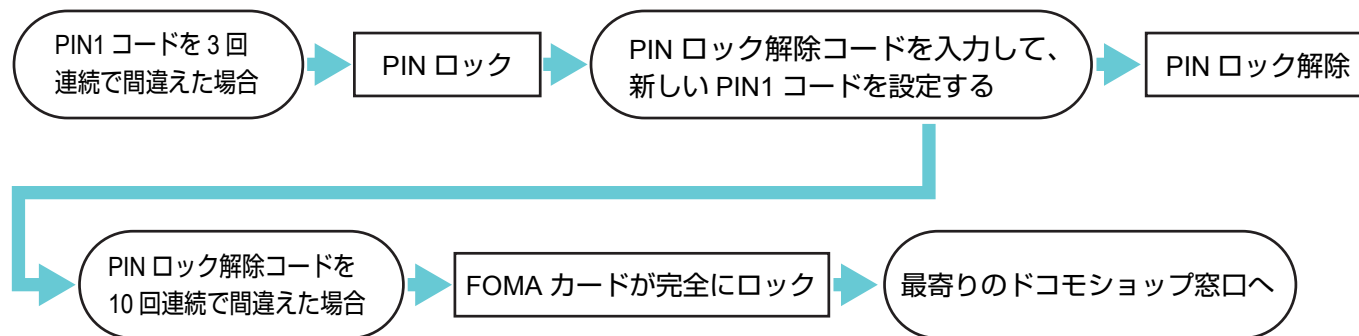 PIN1 コードを 3 回
連続で間違えた場合
PIN ロック
PIN ロック解除コードを入力して、
新しい PIN1 コードを設定する
PIN ロック解除
PIN ロック解除コードを
10 回連続で間違えた場合
FOMA カードが完全にロック
最寄りのドコモショップ窓口へ